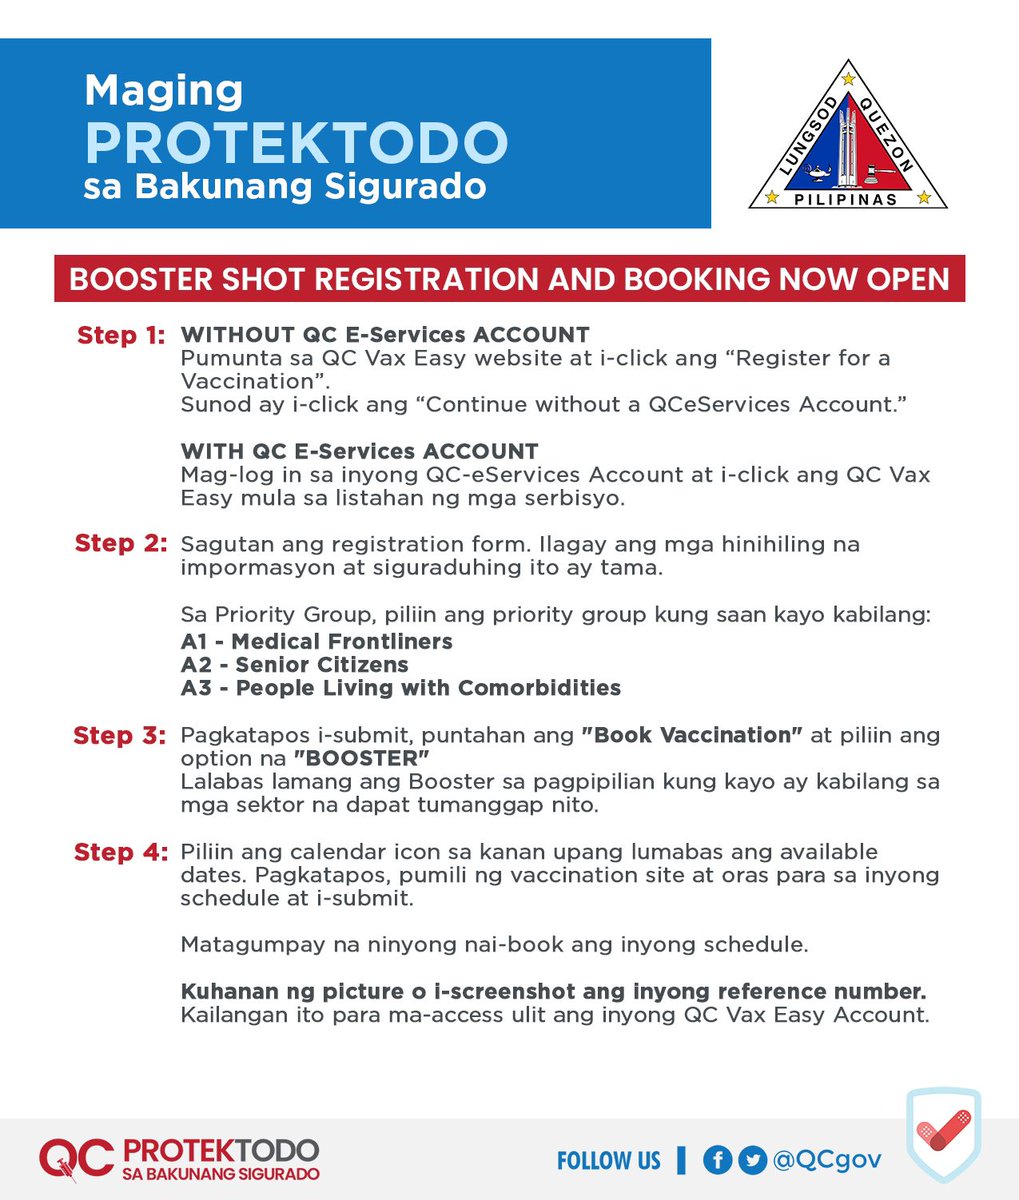 Maging
PROTEKTODO
sa Bakunang Sigurado
LUNGSOD QUEZON
PILIPINAS
BOOSTER SHOT REGISTRATION AND BOOKING NOW OPEN
Step 1: WITHOUT QC E-Services ACCOUNT
Pumunta sa QC Vax Easy website at i-click ang “Register for a
Vaccination”.
Sunod ay i-click ang “Continue without a QCeServices Account.”
WITH QC E-Services ACCOUNT
Mag-log in sa inyong QC-eServices Account at i-click ang QC Vax
Easy mula sa listahan ng mga serbisyo.
Step 2: Sagutan ang registration form. Ilagay ang mga hinihiling na
impormasyon at siguraduhing ito ay tama.
Sa Priority Group, piliin ang priority group kung saan kayo kabilang:
A1 - Medical Frontliners
A2 - Senior Citizens
A3 - People Living with Comorbidities
Step 3: Pagkatapos i-submit, puntahan ang "Book Vaccination" at piliin ang
option na "BOOSTER"
Lalabas lamang ang Booster sa pagpipilian kung kayo ay kabilang sa
mga sektor na dapat tumanggap nito.
Step 4: Piliin ang calendar icon sa kanan upang lumabas ang available
dates. Pagkatapos, pumili ng vaccination site at oras para sa inyong
schedule at i-submit.
Matagumpay na ninyong nai-book ang inyong schedule.
Kuhanan ng picture o i-screenshot ang inyong reference number.
Kailangan ito para ma-access ulit ang inyong QC Vax Easy Account.
QC PROTEKTODO
SA BAKUNANG SIGURADO
FOLLOW US | @QCgov